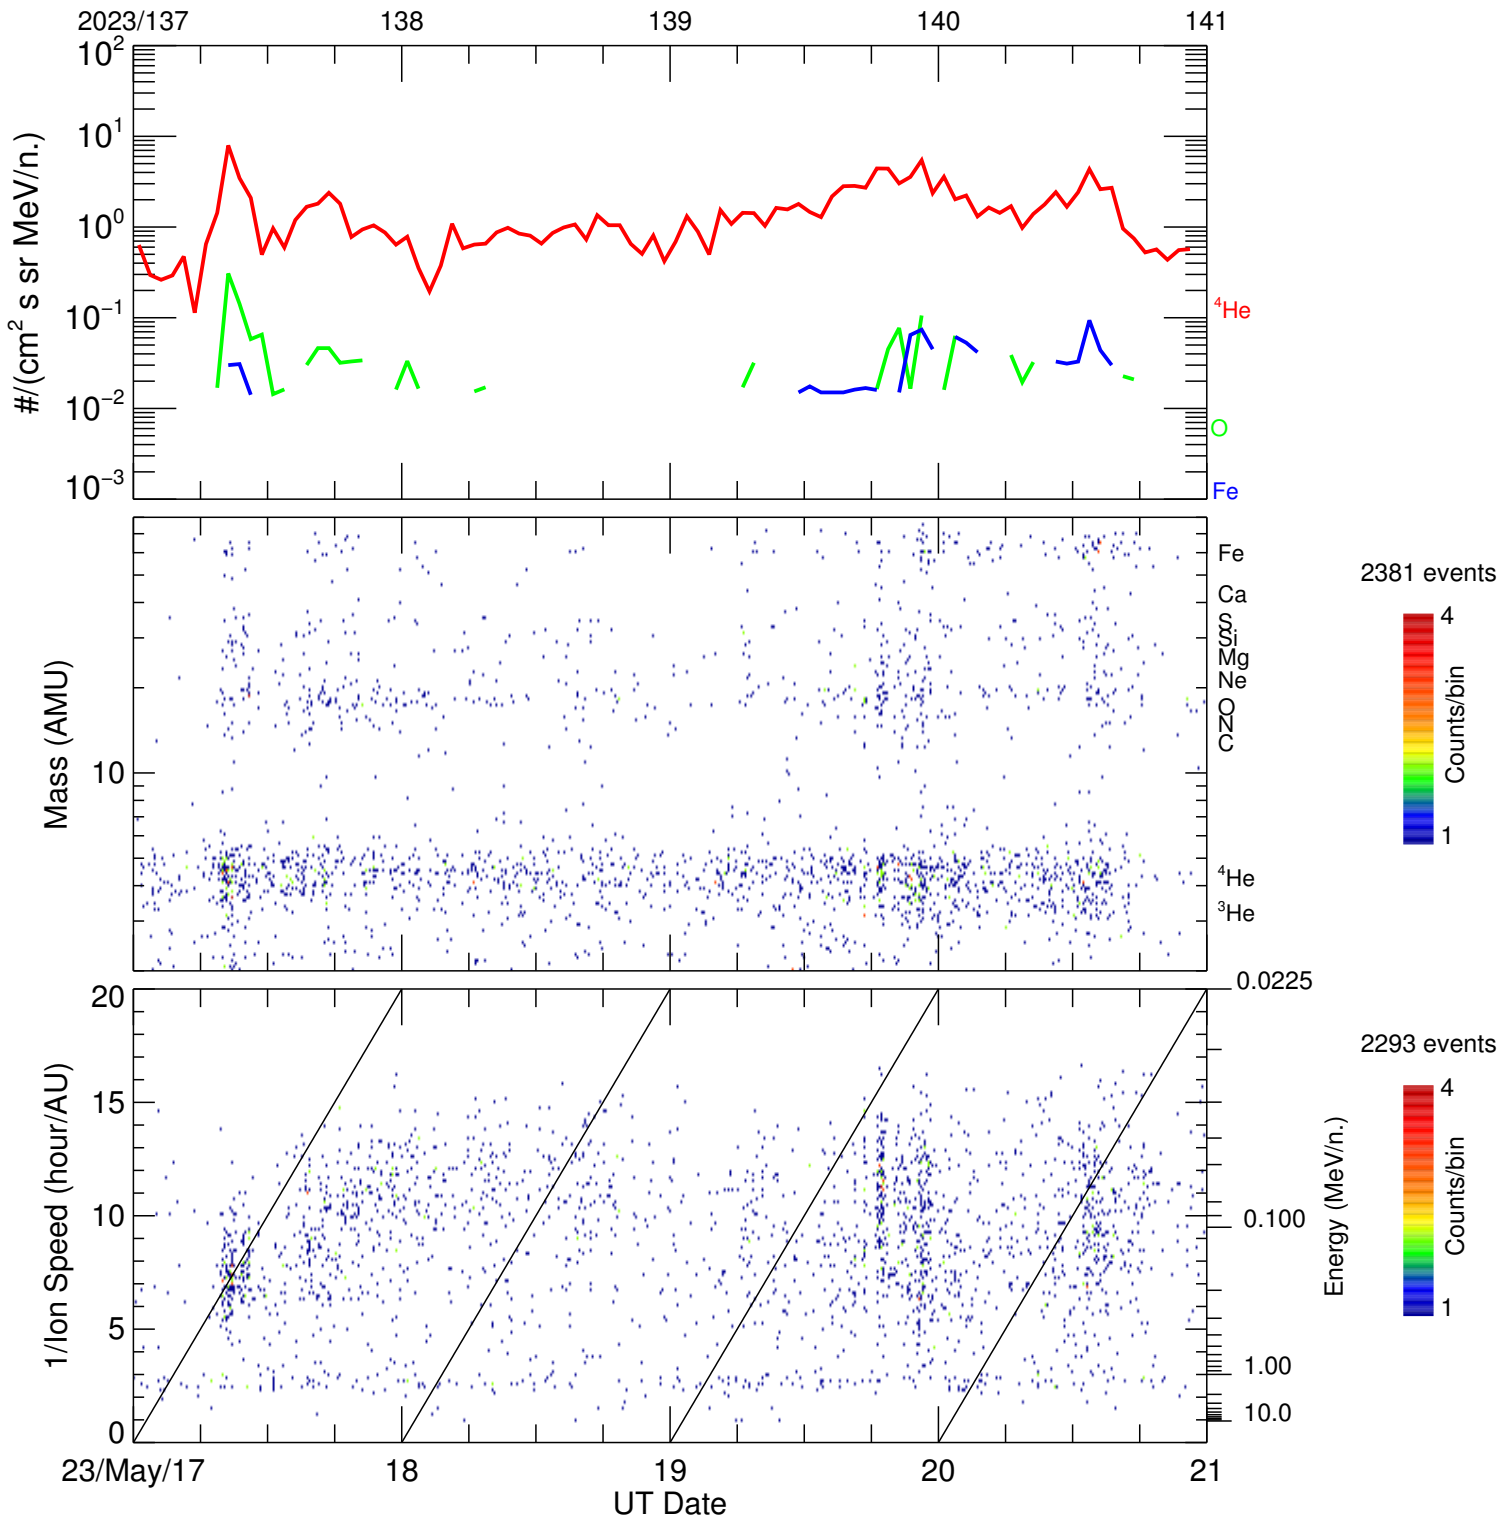 2023/137 138 139 140 141
10²
10¹
10⁰
10⁻¹
10⁻²
10⁻³
#/(cm² s sr MeV/n.)
⁴He
O
Fe
Mass (AMU)
10
Fe
Ca
S
Si
Mg
Ne
O
N
C
⁴He
³He
2381 events
4
1
Counts/bin
1/Ion Speed (hour/AU)
20
15
10
5
0
0.0225
0.100
1.00
10.0
Energy (MeV/n.)
2293 events
4
1
Counts/bin
23/May/17 18 19 20 21
UT Date